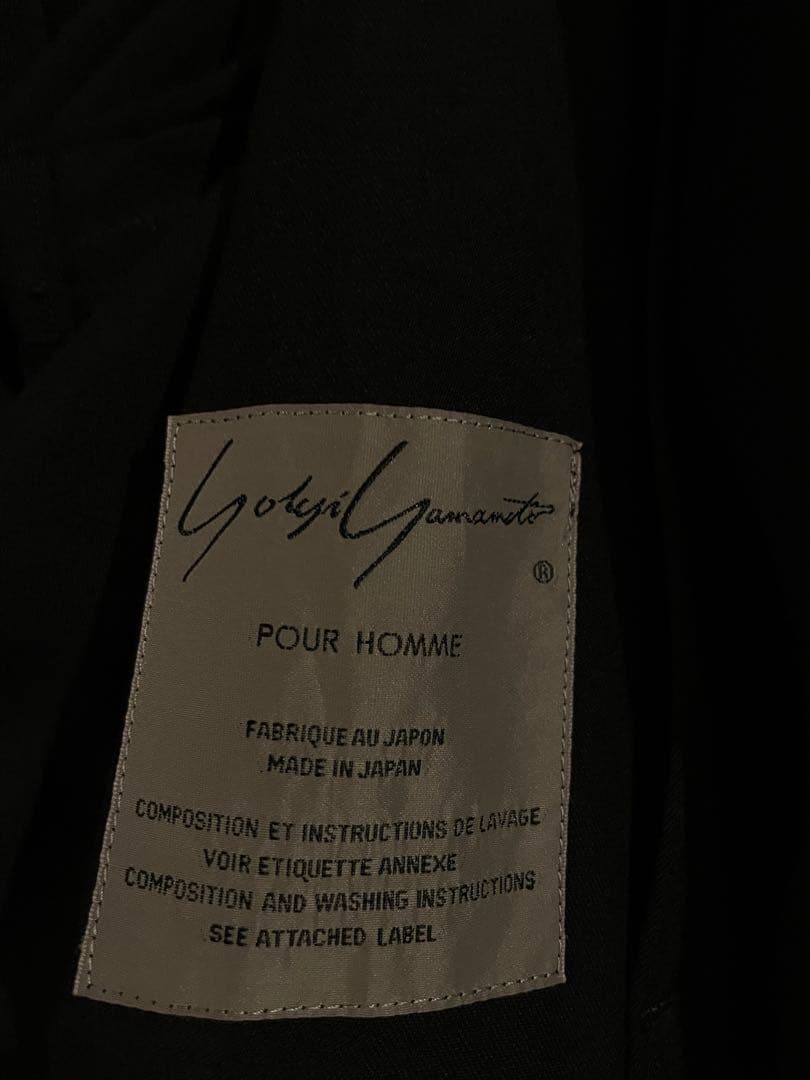 Yohji Yamamoto
®
POUR HOMME
FABRIQUE AU JAPON
MADE IN JAPAN
COMPOSITION ET INSTRUCTIONS DE LAVAGE
VOIR ETIQUETTE ANNEXE
COMPOSITION AND WASHING INSTRUCTIONS
SEE ATTACHED LABEL